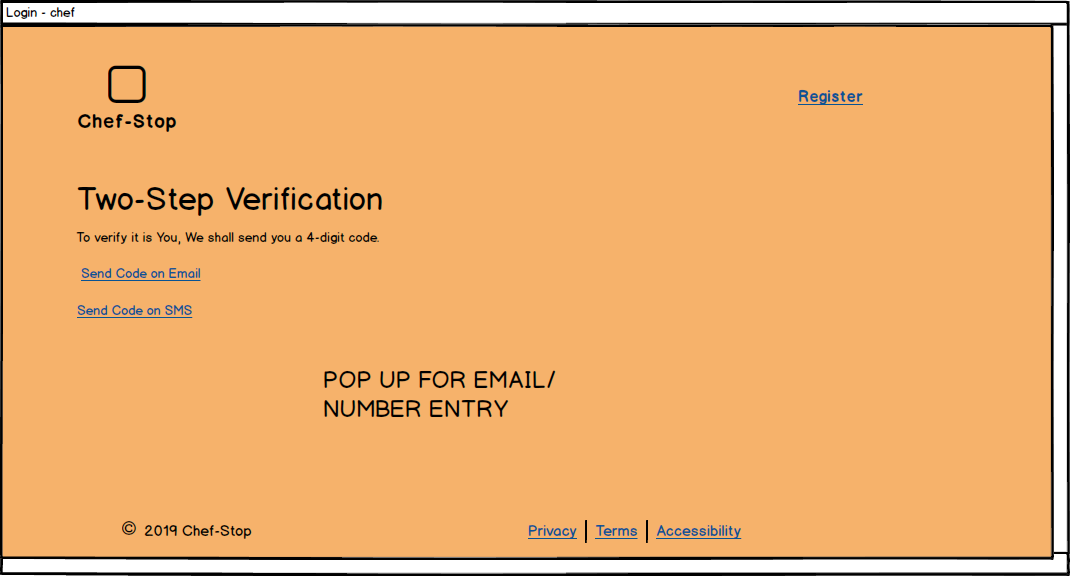 Login - chef
Register
Chef-Stop
Two-Step Verification
To verify it is You, We shall send you a 4-digit code.
Send Code on Email
Send Code on SMS
POP UP FOR EMAIL/
NUMBER ENTRY
© 2019 Chef-Stop
Privacy | Terms | Accessibility